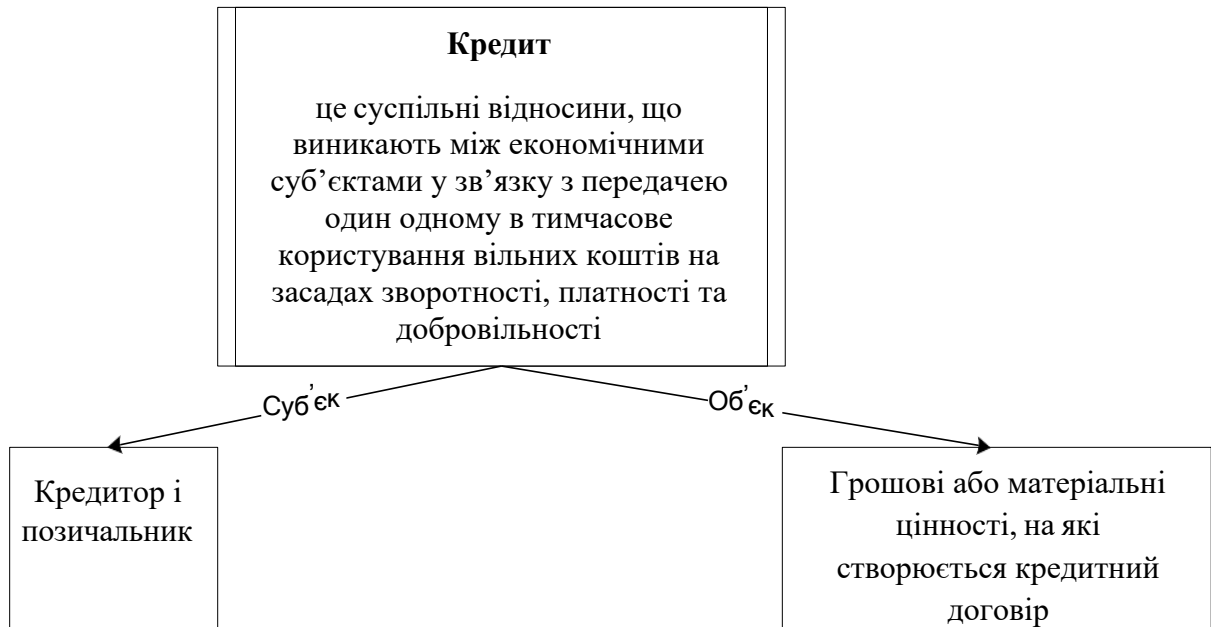 Кредит
це суспільні відносини, що
виникають між економічними
суб’єктами у зв’язку з передачею
один одному в тимчасове
користування вільних коштів на
засадах зворотності, платності та
добровільності
Суб’єк
Об’єк
Кредитор і
позичальник
Грошові або матеріальні
цінності, на які
створюється кредитний
договір